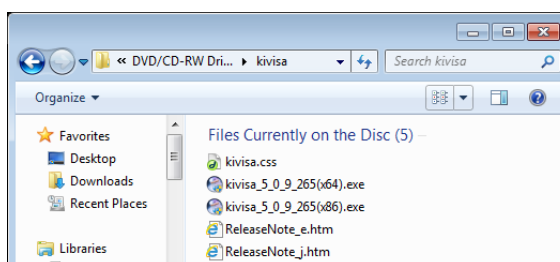 « DVD/CD-RW Dri... ▸ kivisa
Search kivisa
Organize
Favorites
Desktop
Downloads
Recent Places
Libraries
Files Currently on the Disc (5)
kivisa.css
kivisa_5_0_9_265(x64).exe
kivisa_5_0_9_265(x86).exe
ReleaseNote_e.htm
ReleaseNote_j.htm